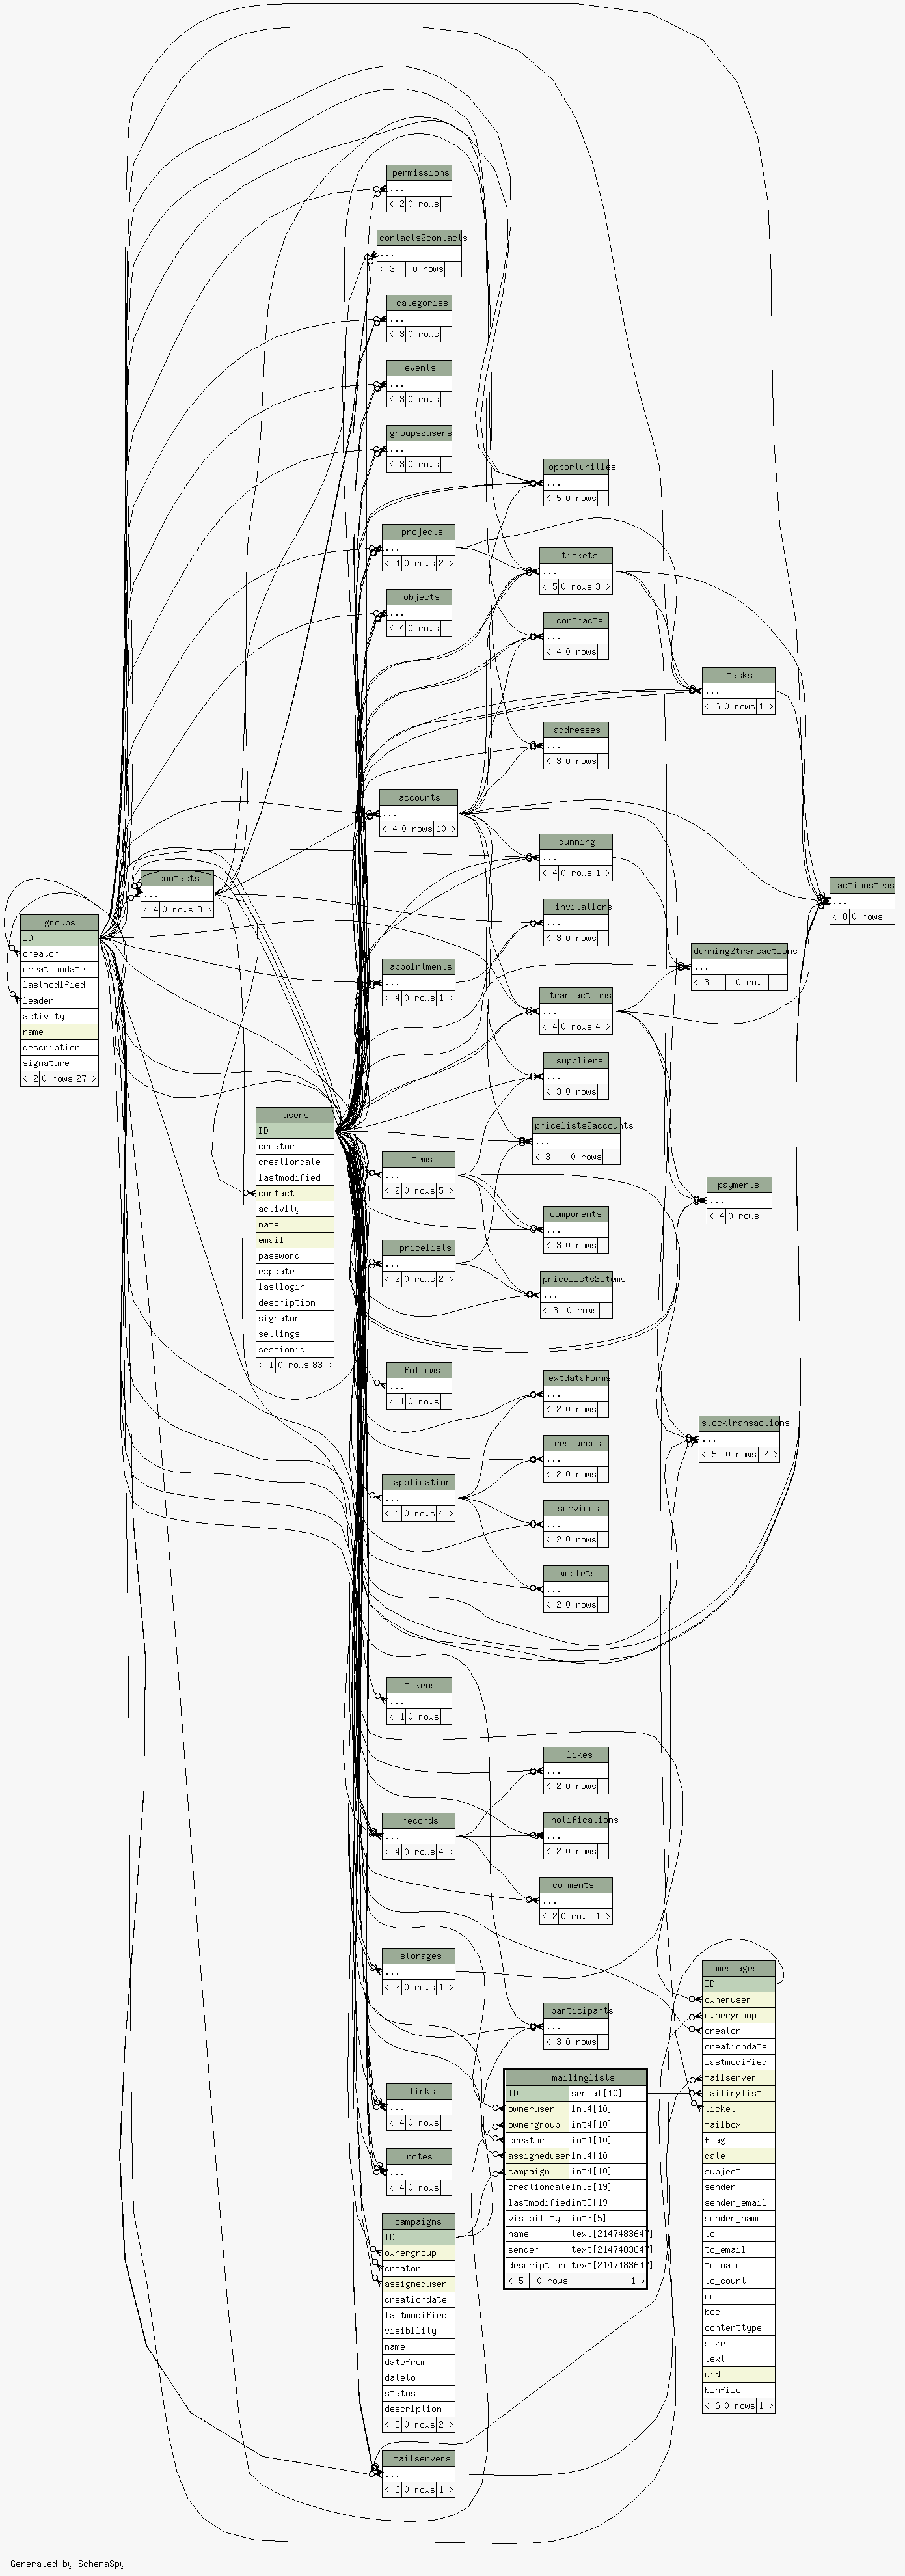 permissions
...
< 2 0 rows
contacts2contacts
...
< 3 0 rows
categories
...
< 3 0 rows
events
...
< 3 0 rows
groups2users
...
< 3 0 rows
opportunities
...
< 5 0 rows
projects
...
< 4 0 rows 2 >
tickets
...
< 5 0 rows 3 >
objects
...
< 4 0 rows
contracts
...
< 4 0 rows
tasks
...
< 6 0 rows 1 >
addresses
...
< 3 0 rows
accounts
...
< 4 0 rows 10 >
dunning
...
< 4 0 rows 1 >
contacts
...
< 4 0 rows 8 >
actionsteps
...
< 8 0 rows
invitations
...
< 3 0 rows
groups
ID
creator
creationdate
lastmodified
leader
activity
name
description
signature
< 2 0 rows 27 >
dunning2transactions
...
< 3 0 rows
appointments
...
< 4 0 rows 1 >
transactions
...
< 4 0 rows 4 >
suppliers
...
< 3 0 rows
users
ID
creator
creationdate
lastmodified
contact
activity
name
email
password
expdate
lastlogin
description
signature
settings
sessionid
< 1 0 rows 83 >
pricelists2accounts
...
< 3 0 rows
items
...
< 2 0 rows 5 >
payments
...
< 4 0 rows
components
...
< 3 0 rows
pricelists
...
< 2 0 rows 2 >
pricelists2items
...
< 3 0 rows
follows
...
< 1 0 rows
extdataforms
...
< 2 0 rows
stocktransactions
...
< 5 0 rows 2 >
resources
...
< 2 0 rows
applications
...
< 1 0 rows 4 >
services
...
< 2 0 rows
weblets
...
< 2 0 rows
tokens
...
< 1 0 rows
likes
...
< 2 0 rows
records
...
< 4 0 rows 4 >
notifications
...
< 2 0 rows
comments
...
< 2 0 rows 1 >
storages
...
< 2 0 rows 1 >
messages
ID
owneruser
ownergroup
creator
creationdate
lastmodified
mailserver
mailinglist
ticket
mailbox
flag
date
subject
sender
sender_email
sender_name
to
to_email
to_name
to_count
cc
bcc
contenttype
size
text
uid
binfile
< 6 0 rows 1 >
participants
...
< 3 0 rows
mailinglists
ID serial[10]
owneruser int4[10]
ownergroup int4[10]
creator int4[10]
assigneduser int4[10]
campaign int4[10]
creationdate int8[19]
lastmodified int8[19]
visibility int2[5]
name text[2147483647]
sender text[2147483647]
description text[2147483647]
< 5 0 rows 1 >
links
...
< 4 0 rows
notes
...
< 4 0 rows
campaigns
ID
ownergroup
creator
assigneduser
creationdate
lastmodified
visibility
name
datefrom
dateto
status
description
< 3 0 rows 2 >
mailservers
...
< 6 0 rows 1 >
Generated by SchemaSpy